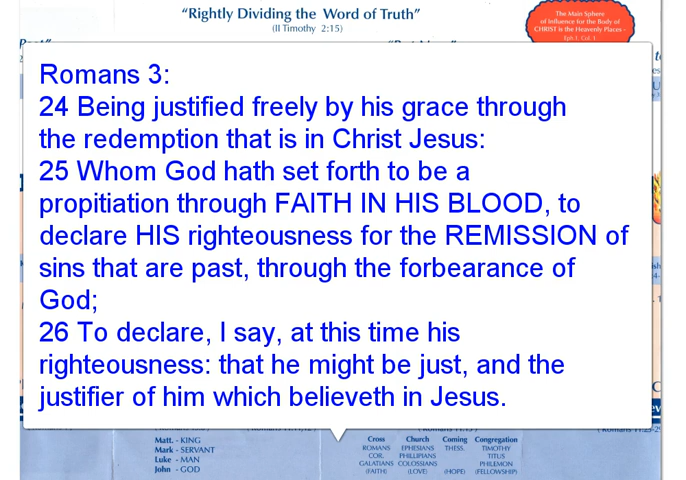 "Rightly Dividing the Word of Truth"
(II Timothy 2:15)
The Main Sphere
of Influence for the Body of
CHRIST is the Heavenly Places -
Eph 1, Col. 1
Romans 3:
24 Being justified freely by his grace through
the redemption that is in Christ Jesus:
25 Whom God hath set forth to be a
propitiation through FAITH IN HIS BLOOD, to
declare HIS righteousness for the REMISSION of
sins that are past, through the forbearance of
God;
26 To declare, I say, at this time his
righteousness: that he might be just, and the
justifier of him which believeth in Jesus.
Matt. - KING
Mark - SERVANT
Luke - MAN
John - GOD
Cross Church Coming Congregation
ROMANS EPHESIANS THESS. TIMOTHY
COR. PHILLIPIANS TITUS
GALATIANS COLOSSIANS PHILEMON
(FAITH) (LOVE) (HOPE) (FELLOWSHIP)